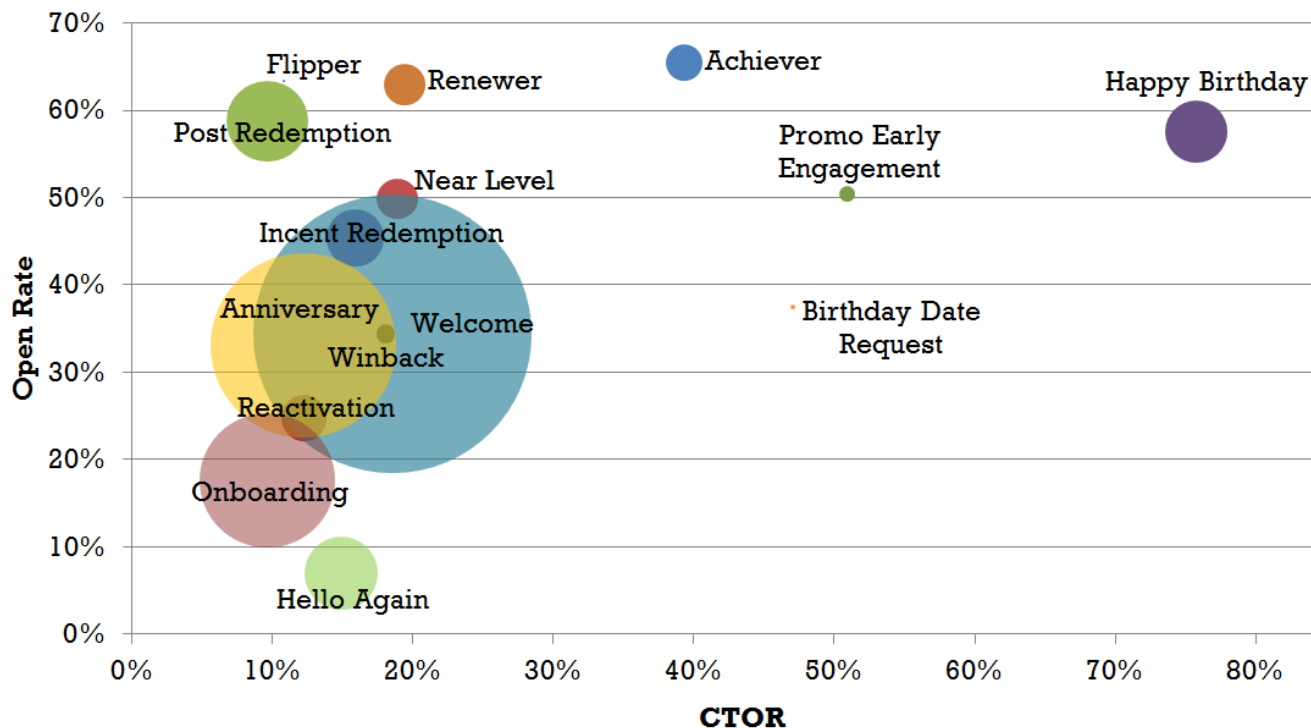 70%
Flipper
Renewer
Achiever
Happy Birthday
60%
Post Redemption
Promo Early
Engagement
50%
Near Level
Incent Redemption
40%
Anniversary
Welcome
Birthday Date
Request
Winback
30%
Reactivation
20%
Onboarding
10%
Hello Again
0%
Open Rate
0%
10%
20%
30%
40%
50%
60%
70%
80%
CTOR